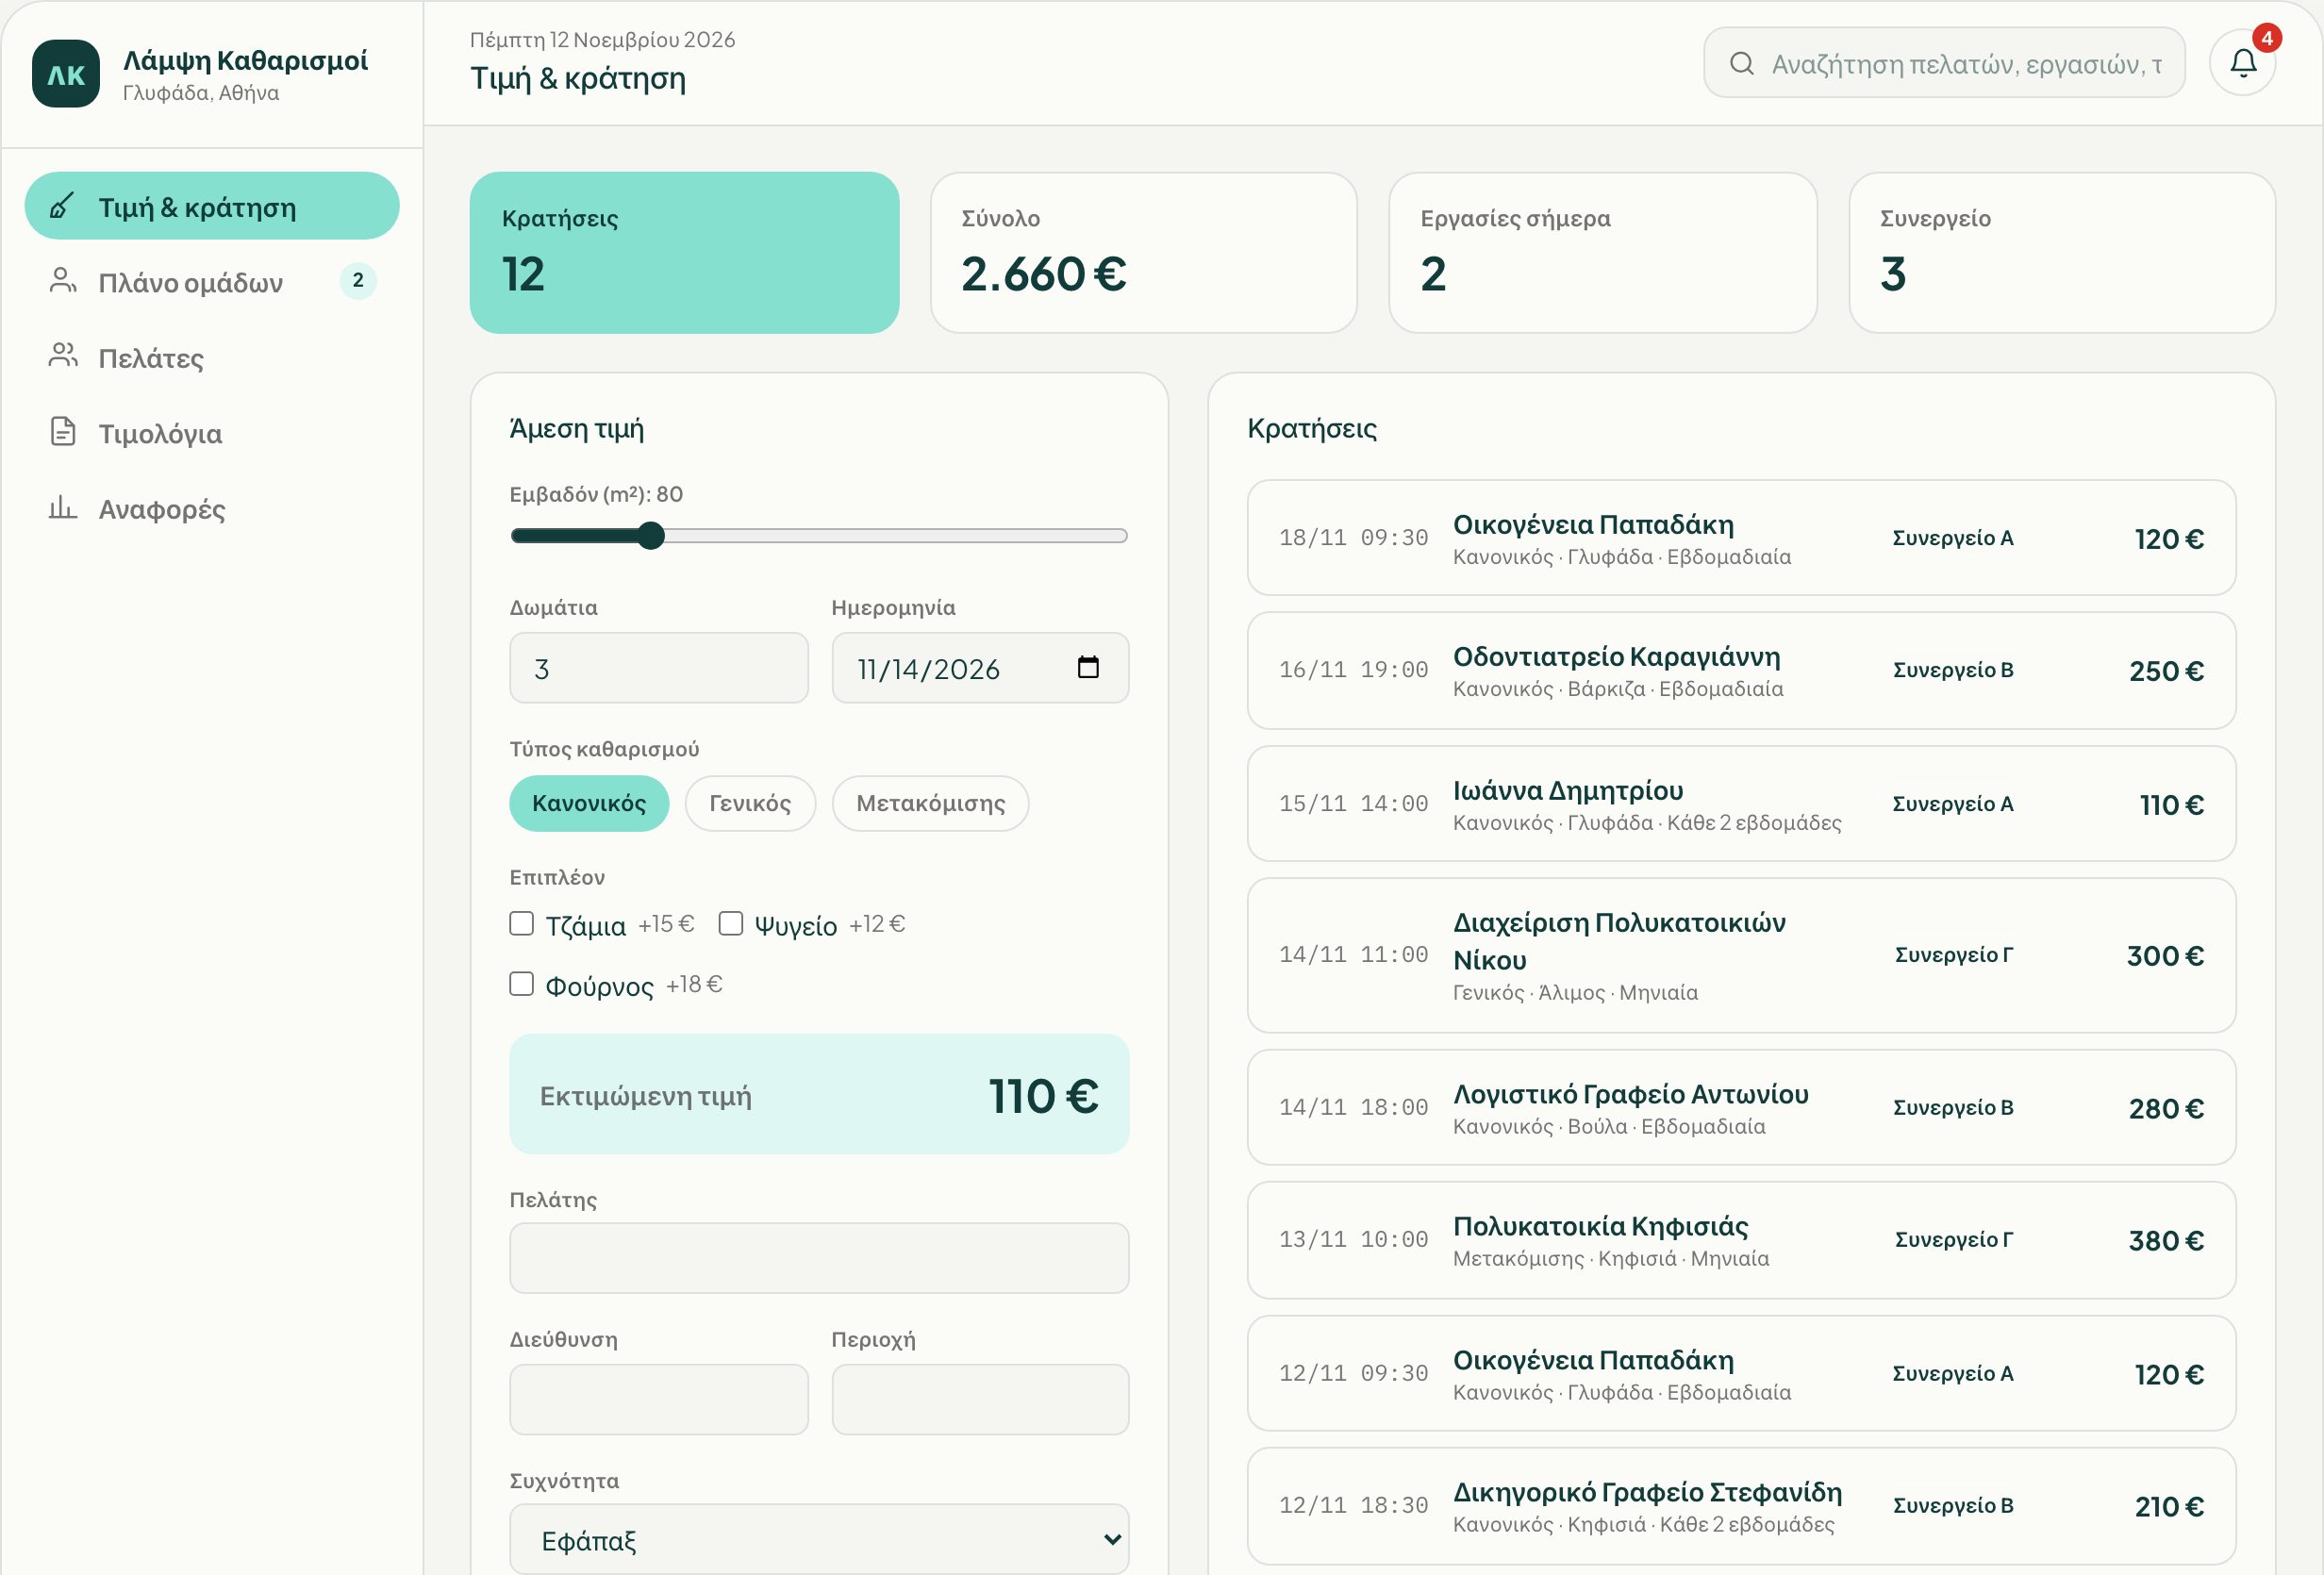 ΛΚ
Λάμψη Καθαρισμοί
Γλυφάδα, Αθήνα
Τιμή & κράτηση
Πλάνο ομάδων
2
Πελάτες
Τιμολόγια
Αναφορές
Πέμπτη 12 Νοεμβρίου 2026
Τιμή & κράτηση
Αναζήτηση πελατών, εργασιών, τ
4
Κρατήσεις
12
Σύνολο
2.660 €
Εργασίες σήμερα
2
Συνεργείο
3
Άμεση τιμή
Εμβαδόν (m²): 80
Δωμάτια
3
Ημερομηνία
11/14/2026
Τύπος καθαρισμού
Κανονικός
Γενικός
Μετακόμισης
Επιπλέον
Τζάμια +15 €
Ψυγείο +12 €
Φούρνος +18 €
Εκτιμώμενη τιμή
110 €
Πελάτης
Διεύθυνση
Περιοχή
Συχνότητα
Εφάπαξ
Κρατήσεις
18/11 09:30
Οικογένεια Παπαδάκη
Κανονικός · Γλυφάδα · Εβδομαδιαία
Συνεργείο Α
120 €
16/11 19:00
Οδοντιατρείο Καραγιάννη
Κανονικός · Βάρκιζα · Εβδομαδιαία
Συνεργείο Β
250 €
15/11 14:00
Ιωάννα Δημητρίου
Κανονικός · Γλυφάδα · Κάθε 2 εβδομάδες
Συνεργείο Α
110 €
14/11 11:00
Διαχείριση Πολυκατοικιών
Νίκου
Γενικός · Άλιμος · Μηνιαία
Συνεργείο Γ
300 €
14/11 18:00
Λογιστικό Γραφείο Αντωνίου
Κανονικός · Βούλα · Εβδομαδιαία
Συνεργείο Β
280 €
13/11 10:00
Πολυκατοικία Κηφισιάς
Μετακόμισης · Κηφισιά · Μηνιαία
Συνεργείο Γ
380 €
12/11 09:30
Οικογένεια Παπαδάκη
Κανονικός · Γλυφάδα · Εβδομαδιαία
Συνεργείο Α
120 €
12/11 18:30
Δικηγορικό Γραφείο Στεφανίδη
Κανονικός · Κηφισιά · Κάθε 2 εβδομάδες
Συνεργείο Β
210 €